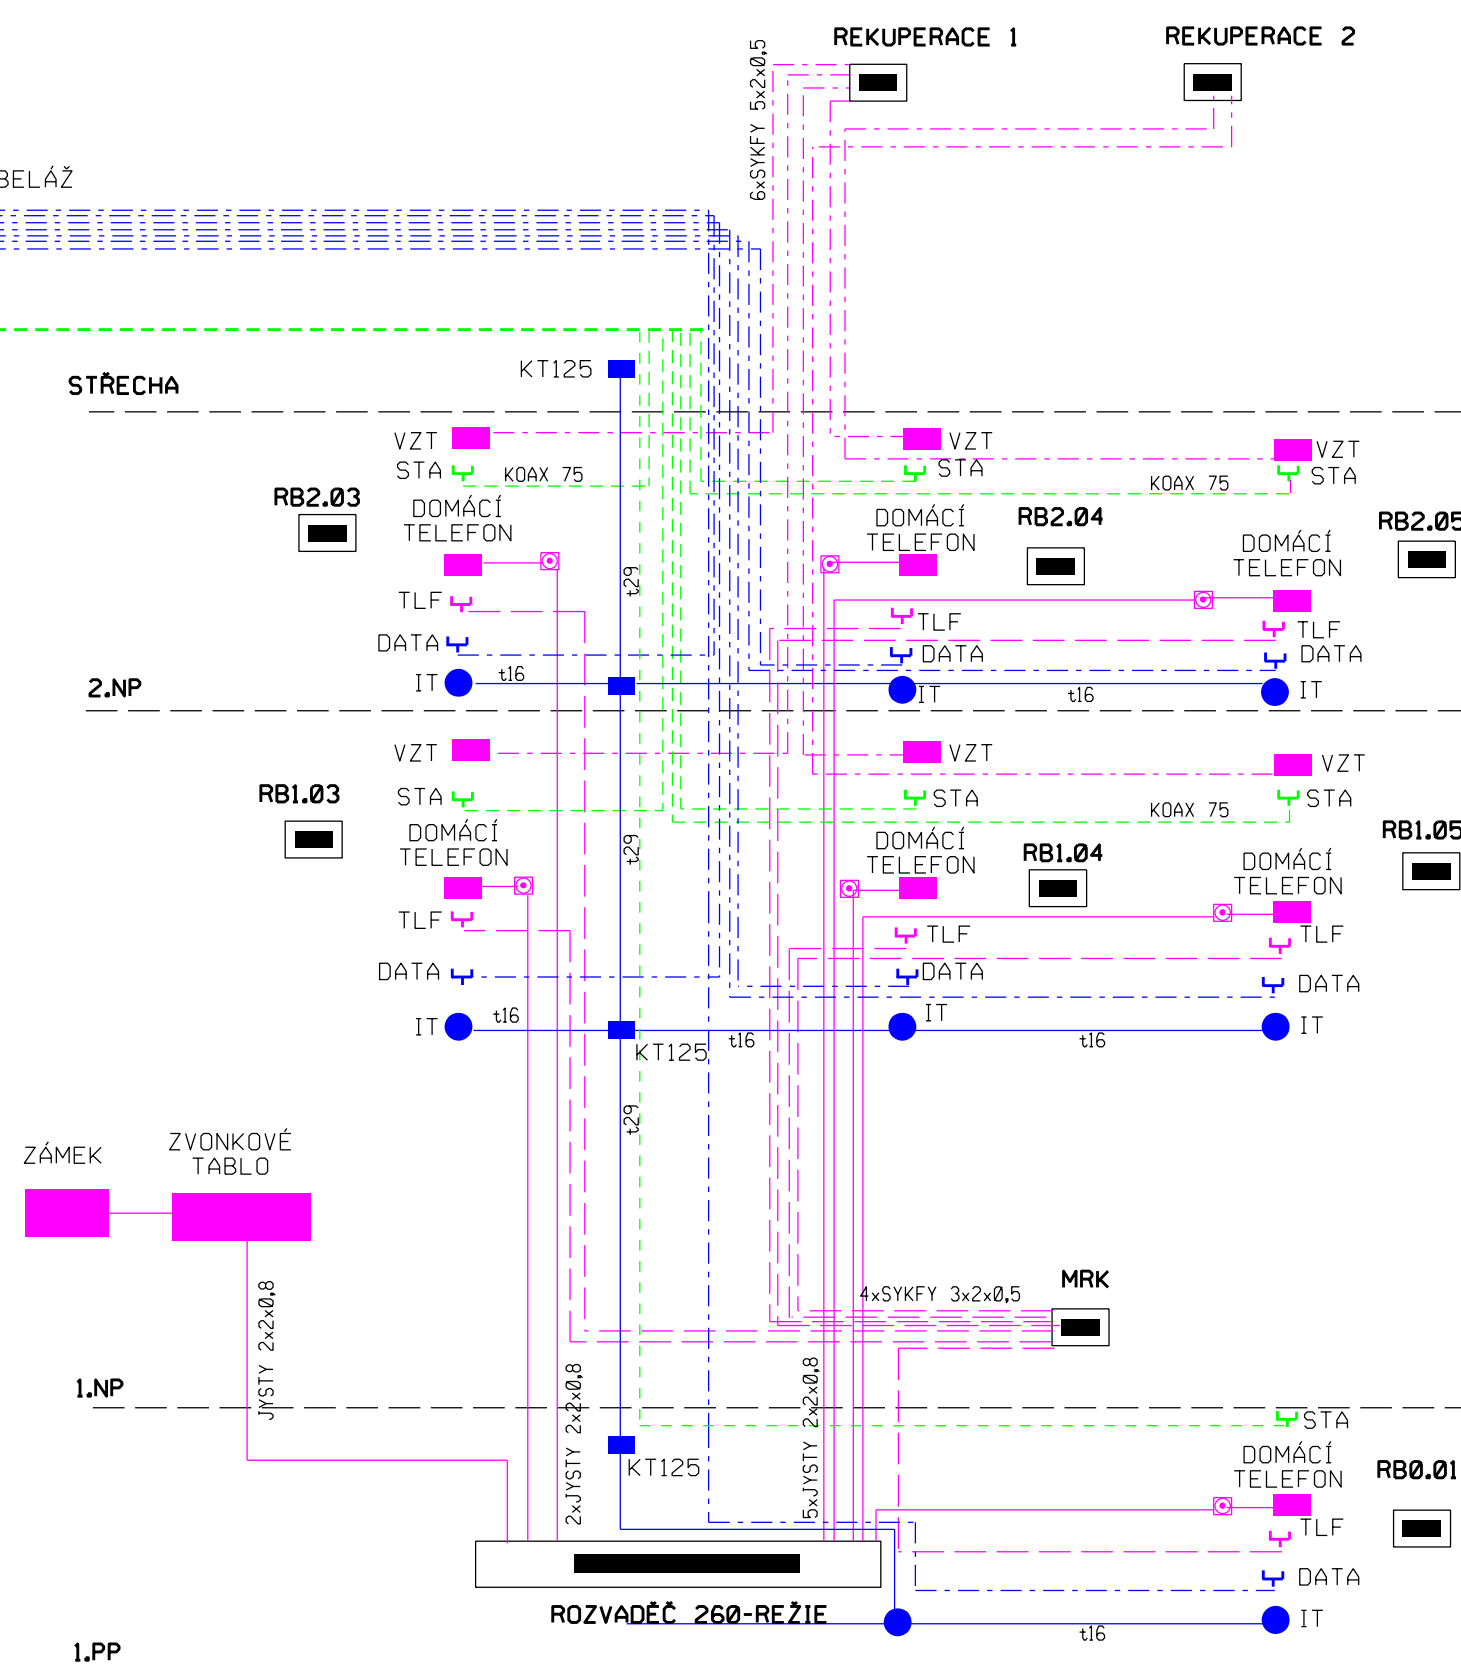 REKUPERACE 1
REKUPERACE 2
6xSYKFY 5x2x0,5
BELÁŽ
KT125
STŘECHA
VZT
VZT
VZT
STA
KOAX 75
STA
KOAX 75
STA
RB2.03
DOMÁCÍ
TELEFON
DOMÁCÍ
TELEFON
RB2.04
DOMÁCÍ
TELEFON
RB2.05
t29
TLF
TLF
TLF
DATA
DATA
DATA
IT
t16
IT
t16
IT
2.NP
VZT
VZT
VZT
RB1.03
STA
STA
KOAX 75
STA
DOMÁCÍ
TELEFON
t29
DOMÁCÍ
TELEFON
RB1.04
DOMÁCÍ
TELEFON
RB1.05
TLF
TLF
TLF
DATA
DATA
DATA
IT
t16
IT
IT
KT125
t16
t16
t29
ZÁMEK
ZVONKOVÉ
TABLO
JYSTY 2x2x0,8
MRK
4xSYKFY 3x2x0,5
1.NP
2xJYSTY 2x2x0,8
5xJYSTY 2x2x0,8
STA
KT125
DOMÁCÍ
TELEFON
RB0.01
TLF
DATA
ROZVADĚČ 260-REŽIE
IT
t16
1.PP